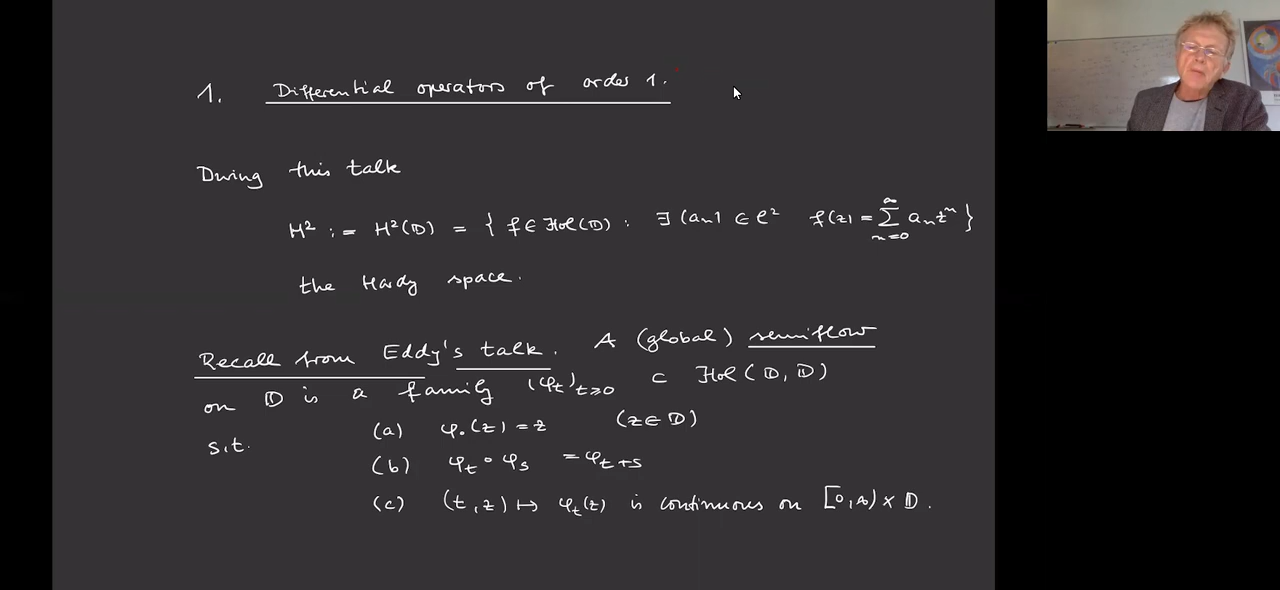 1. Differential operators of order 1.
During this talk
H² := H²(𝔻) = { f ∈ Hol(𝔻) : ∃ (aₙ) ∈ ℓ² f(z) = ∑_{n=0}^∞ aₙzⁿ }
the Hardy space.
Recall from Eddy's talk. A (global) semiflow
on 𝔻 is a family (φₜ)ₜ≥₀ ⊂ Hol(𝔻, 𝔻)
s.t. (a) φ₀(z) = z (z ∈ 𝔻)
(b) φₜ ∘ φₛ = φₜ₊ₛ
(c) (t, z) ↦ φₜ(z) is continuous on [0, ∞) × 𝔻.